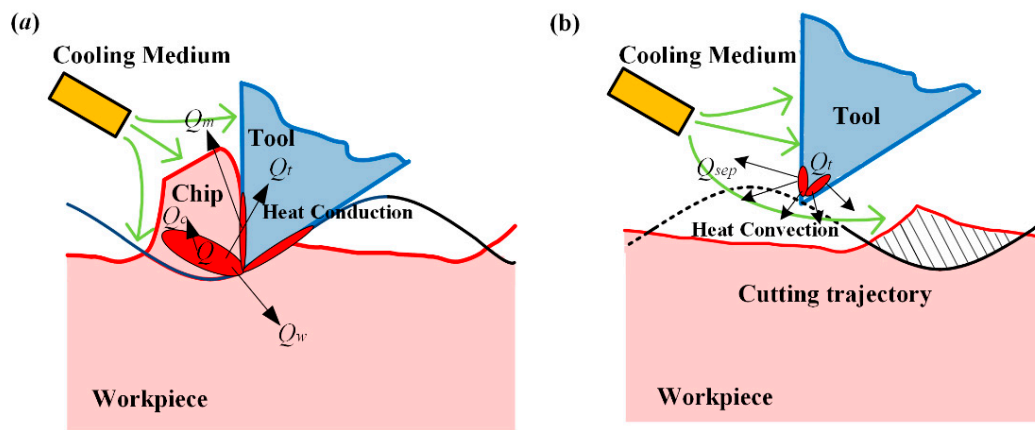 (a)
Cooling Medium
Qm
Tool
Qt
Chip
Heat Conduction
Qc
Q
Qw
Workpiece
(b)
Cooling Medium
Tool
Qsep
Qt
Heat Convection
Cutting trajectory
Workpiece